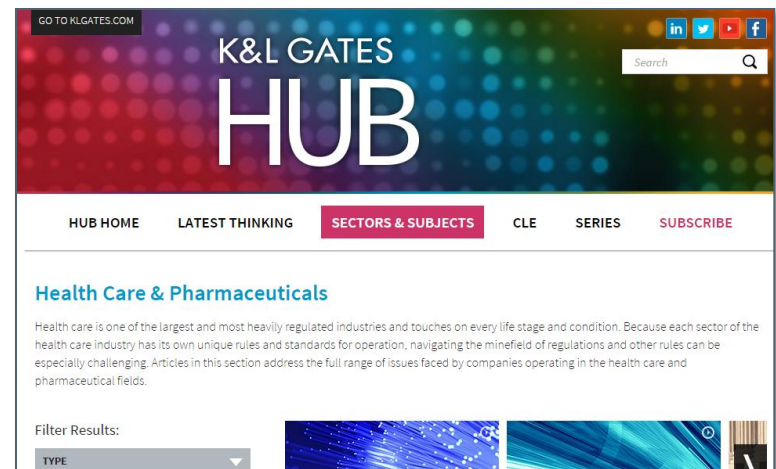 GO TO KLGATES.COM
K&L GATES
HUB
Search
HUB HOME LATEST THINKING SECTORS & SUBJECTS CLE SERIES SUBSCRIBE
Health Care & Pharmaceuticals
Health care is one of the largest and most heavily regulated industries and touches on every life stage and condition. Because each sector of the
health care industry has its own unique rules and standards for operation, navigating the minefield of regulations and other rules can be
especially challenging. Articles in this section address the full range of issues faced by companies operating in the health care and
pharmaceutical fields.
Filter Results:
TYPE